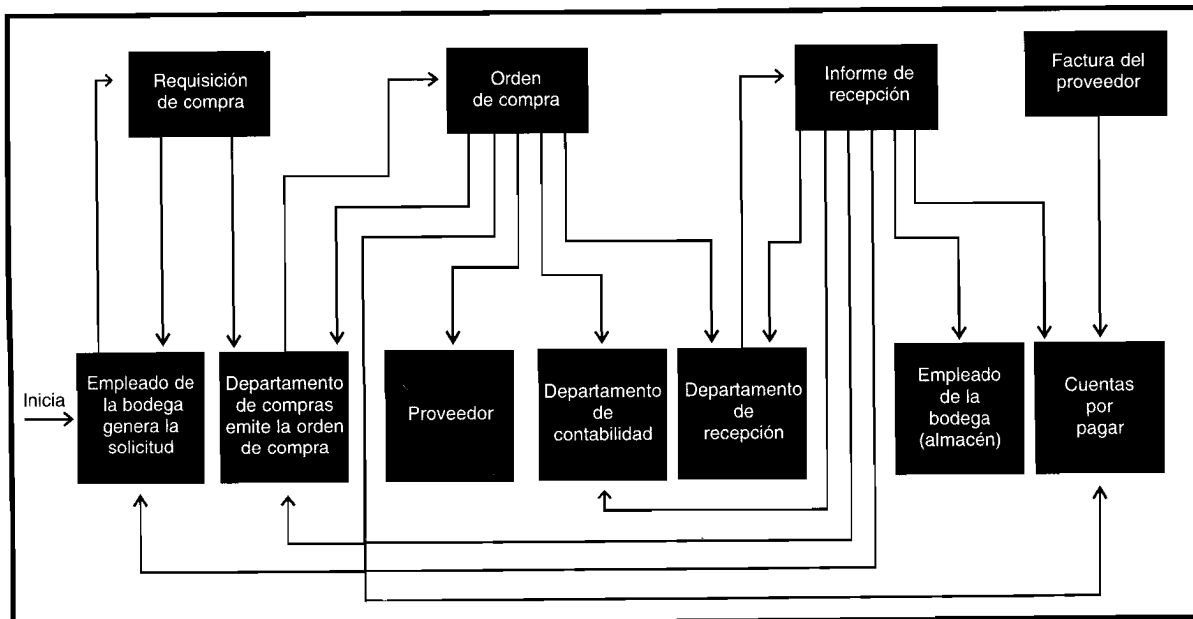 Requisición
de compra
Orden
de compra
Informe de
recepción
Factura del
proveedor
Inicia
Empleado de
la bodega
genera la
solicitud
Departamento
de compras
emite la orden
de compra
Proveedor
Departamento
de
contabilidad
Departamento
de
recepción
Empleado
de la
bodega
(almacén)
Cuentas
por
pagar